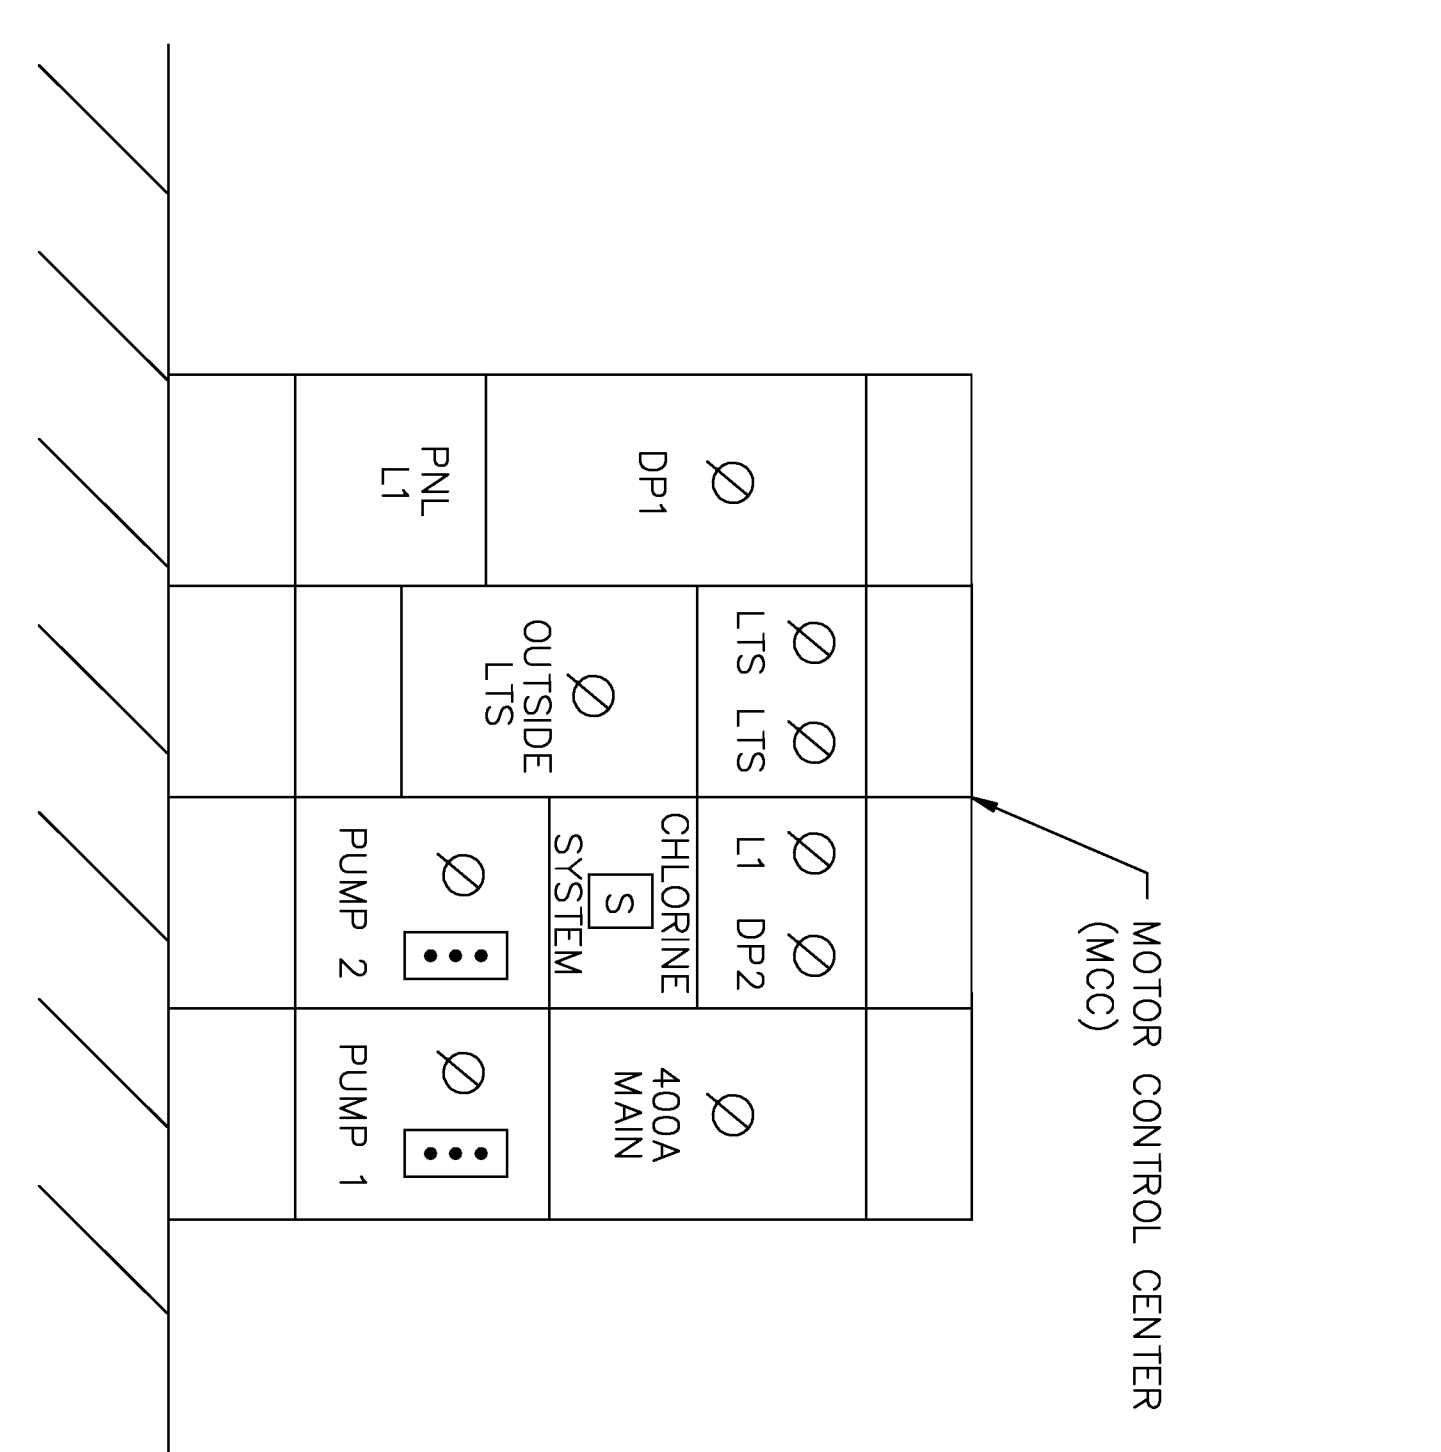 MOTOR CONTROL CENTER
(MCC)
DP1
PNL
L1
LTS LTS
OUTSIDE
LTS
L1 DP2
CHLORINE
S
SYSTEM
PUMP 2
400A
MAIN
PUMP 1